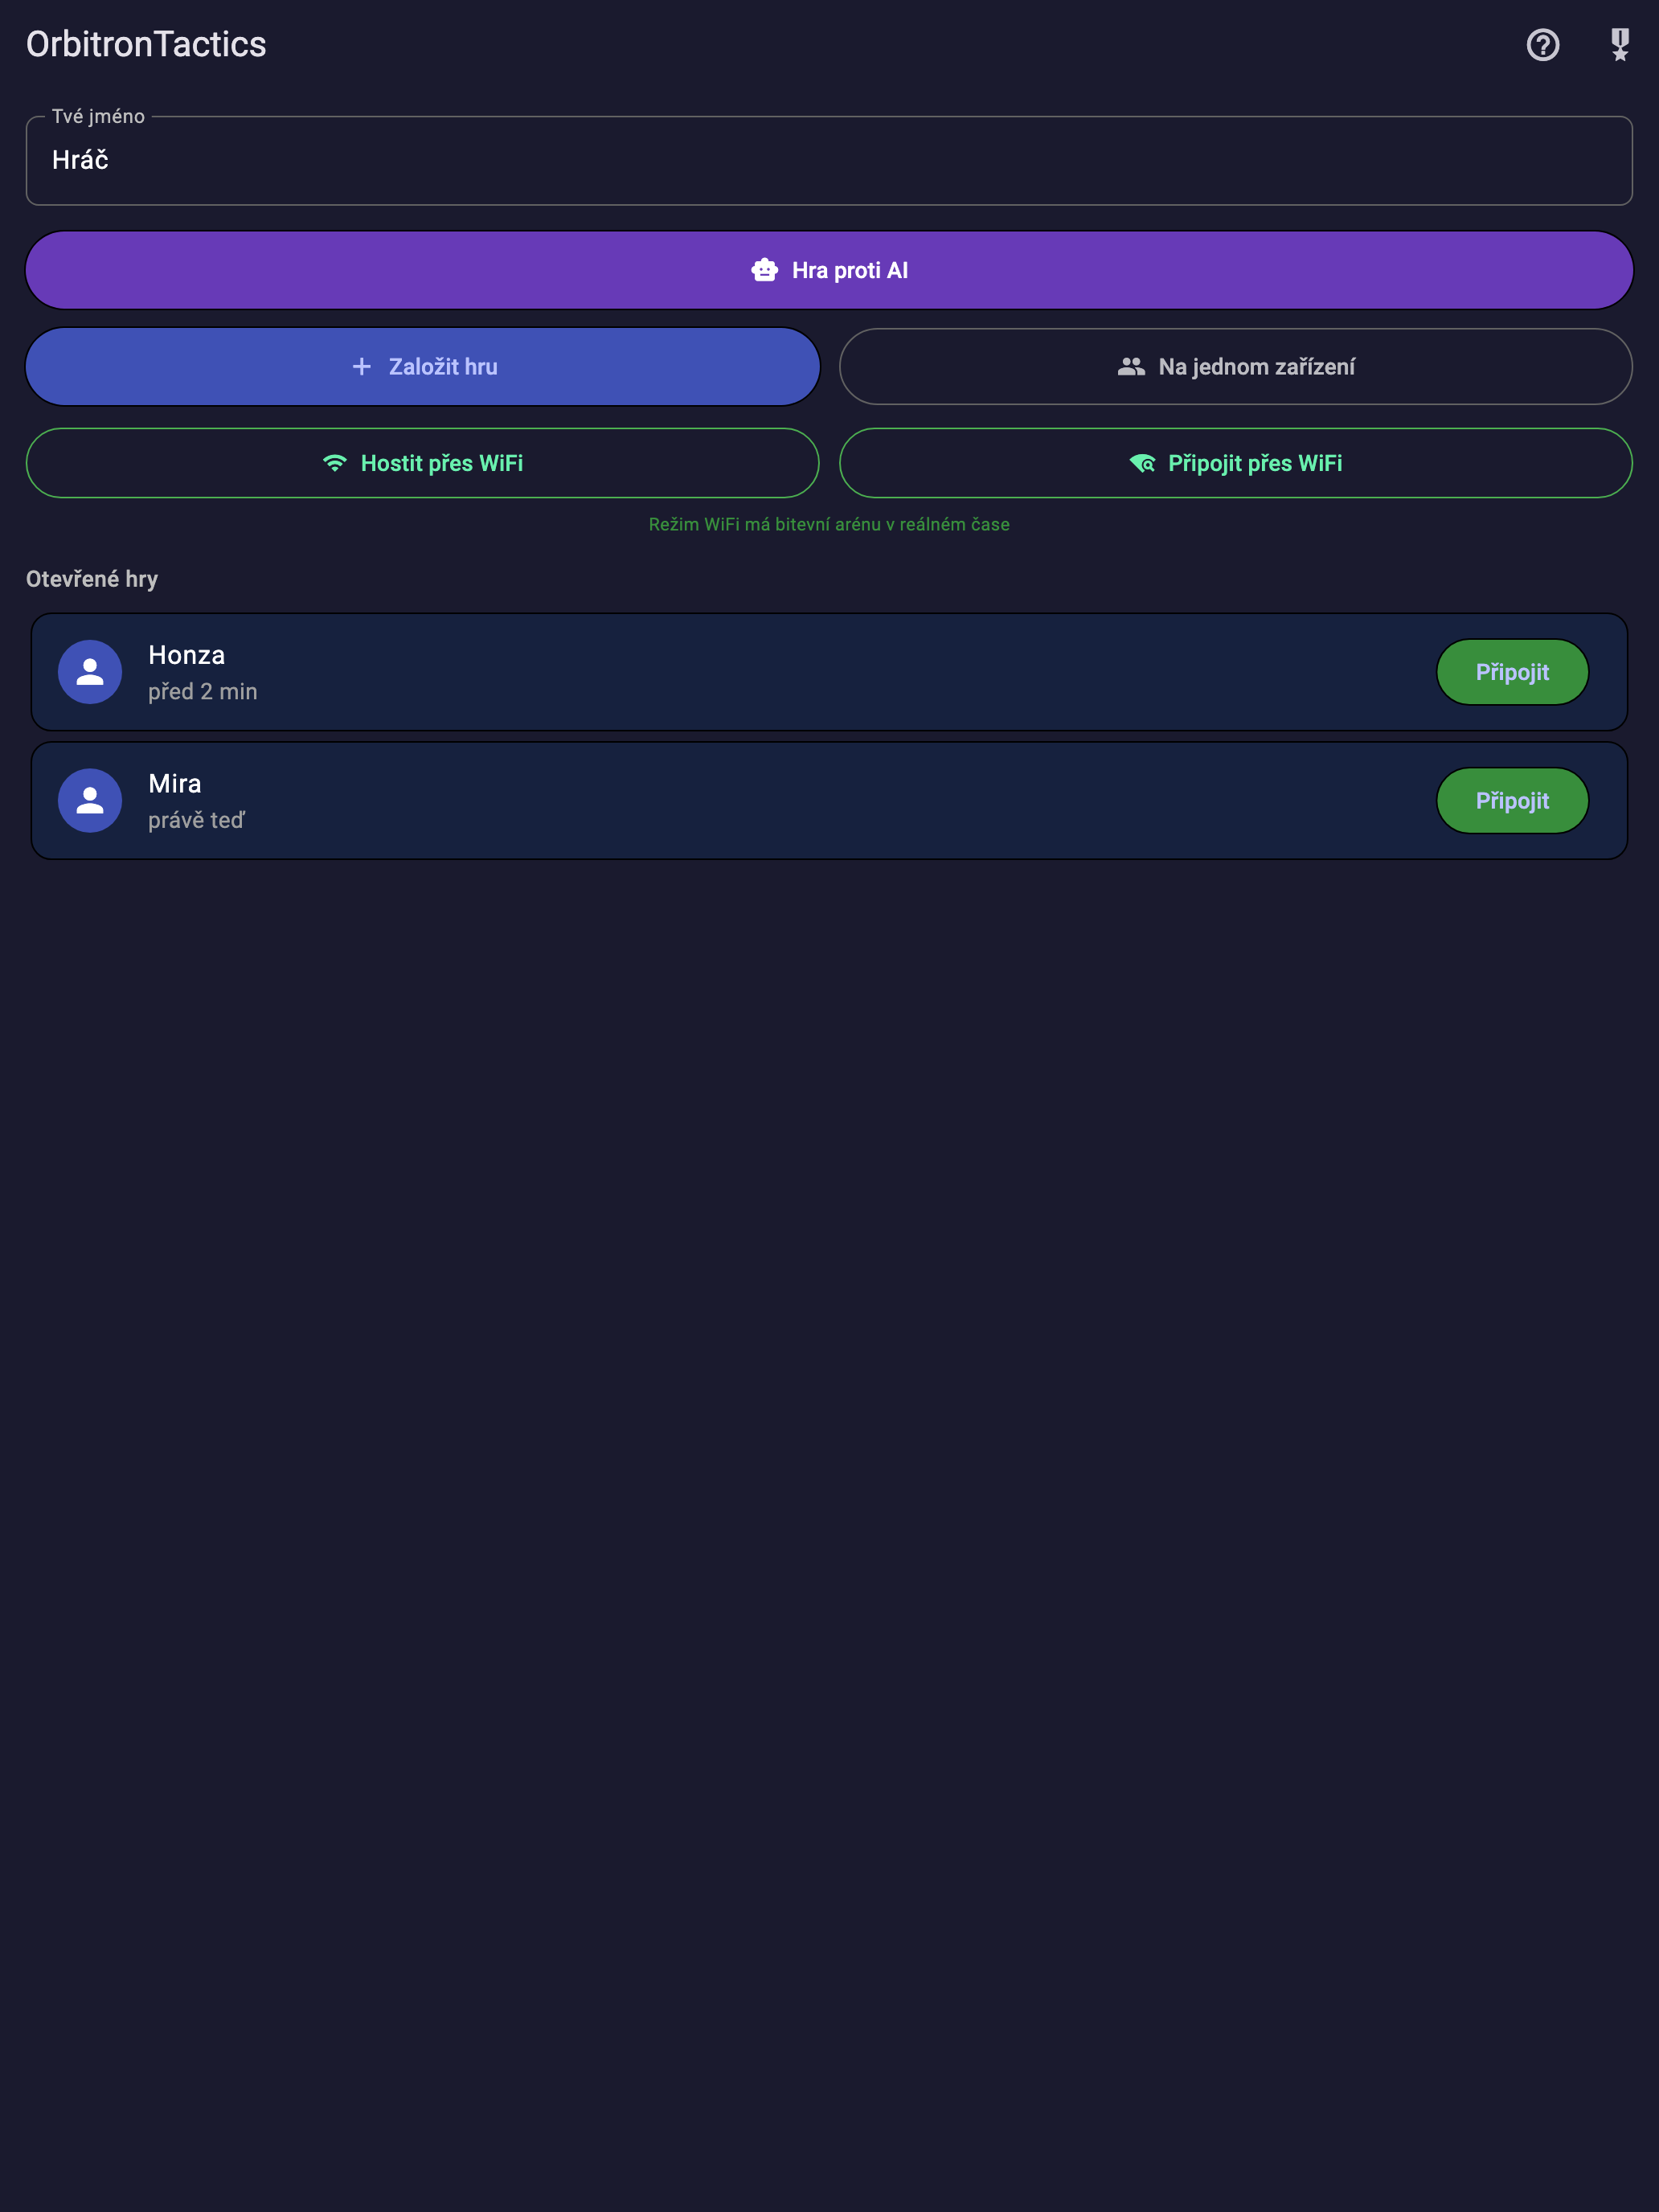 OrbitronTactics
Tvé jméno
Hráč
Hra proti AI
Založit hru
Na jednom zařízení
Hostit přes WiFi
Připojit přes WiFi
Režim WiFi má bitevní arénu v reálném čase
Otevřené hry
Honza
před 2 min
Připojit
Mira
právě teď
Připojit